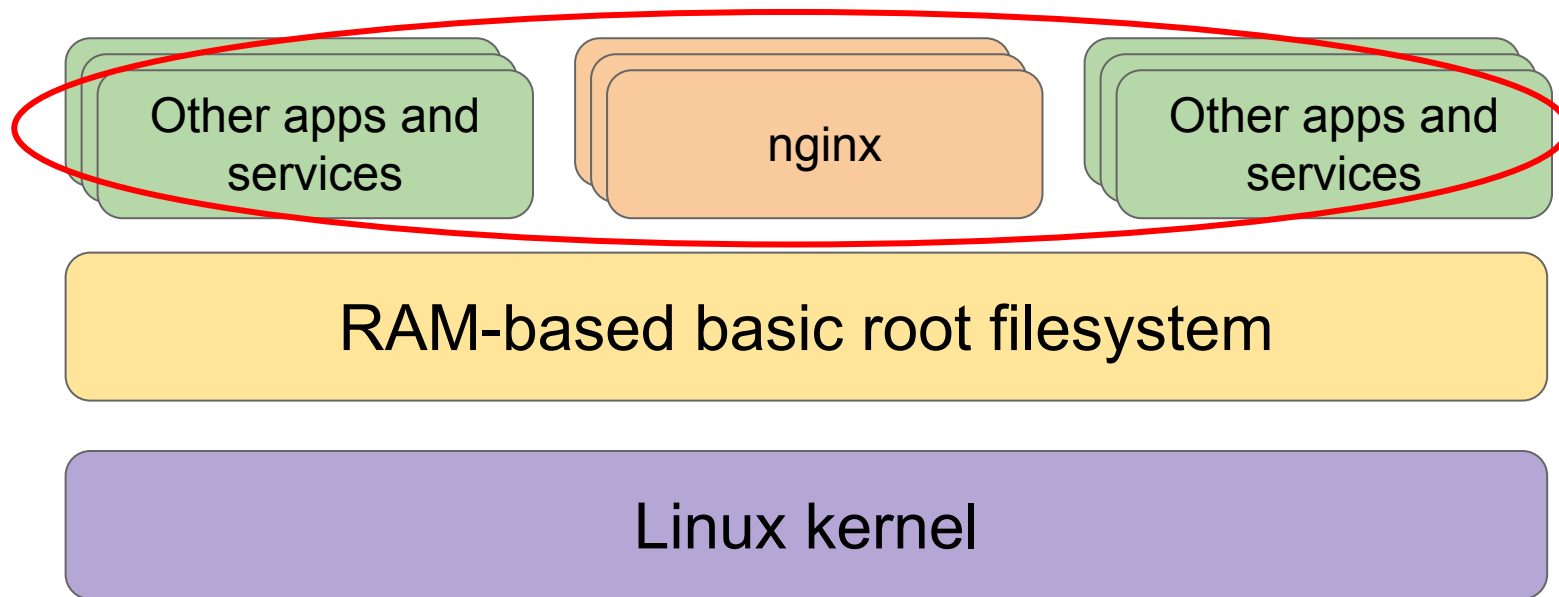 Other apps and
services
nginx
Other apps and
services
RAM-based basic root filesystem
Linux kernel